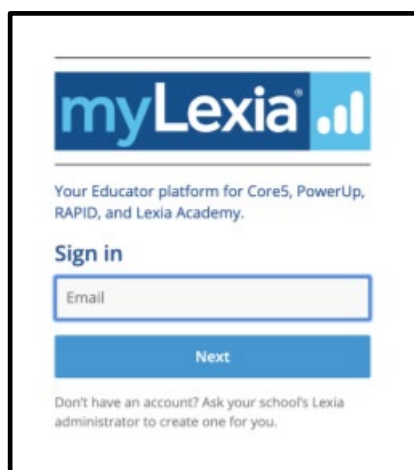 myLexia®
Your Educator platform for Core5, PowerUp,
RAPID, and Lexia Academy.
Sign in
Email
Next
Don't have an account? Ask your school's Lexia
administrator to create one for you.